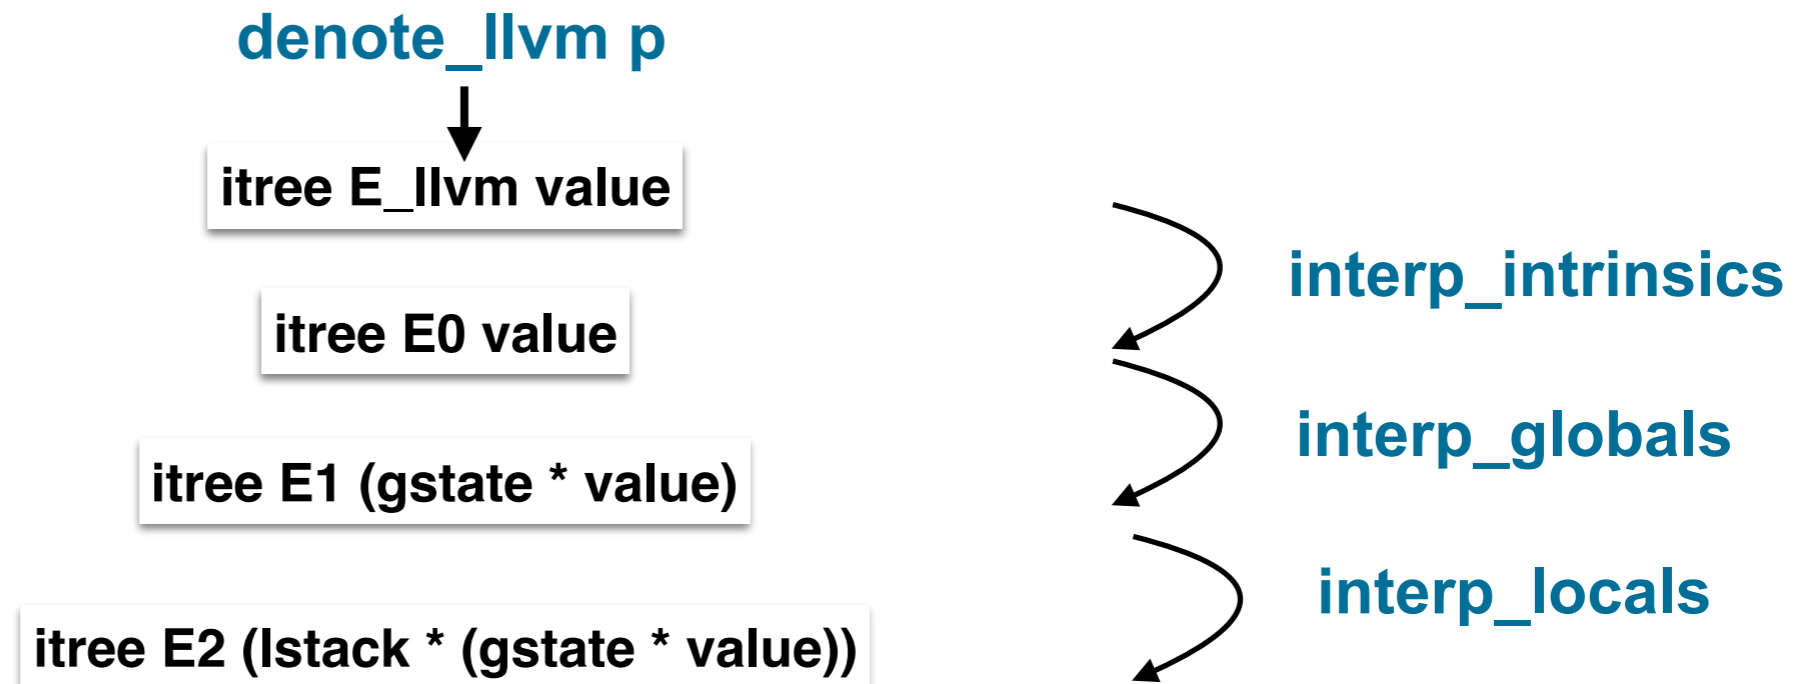 denote_llvm p
itree E_llvm value
interp_intrinsics
itree E0 value
interp_globals
itree E1 (gstate * value)
interp_locals
itree E2 (lstack * (gstate * value))